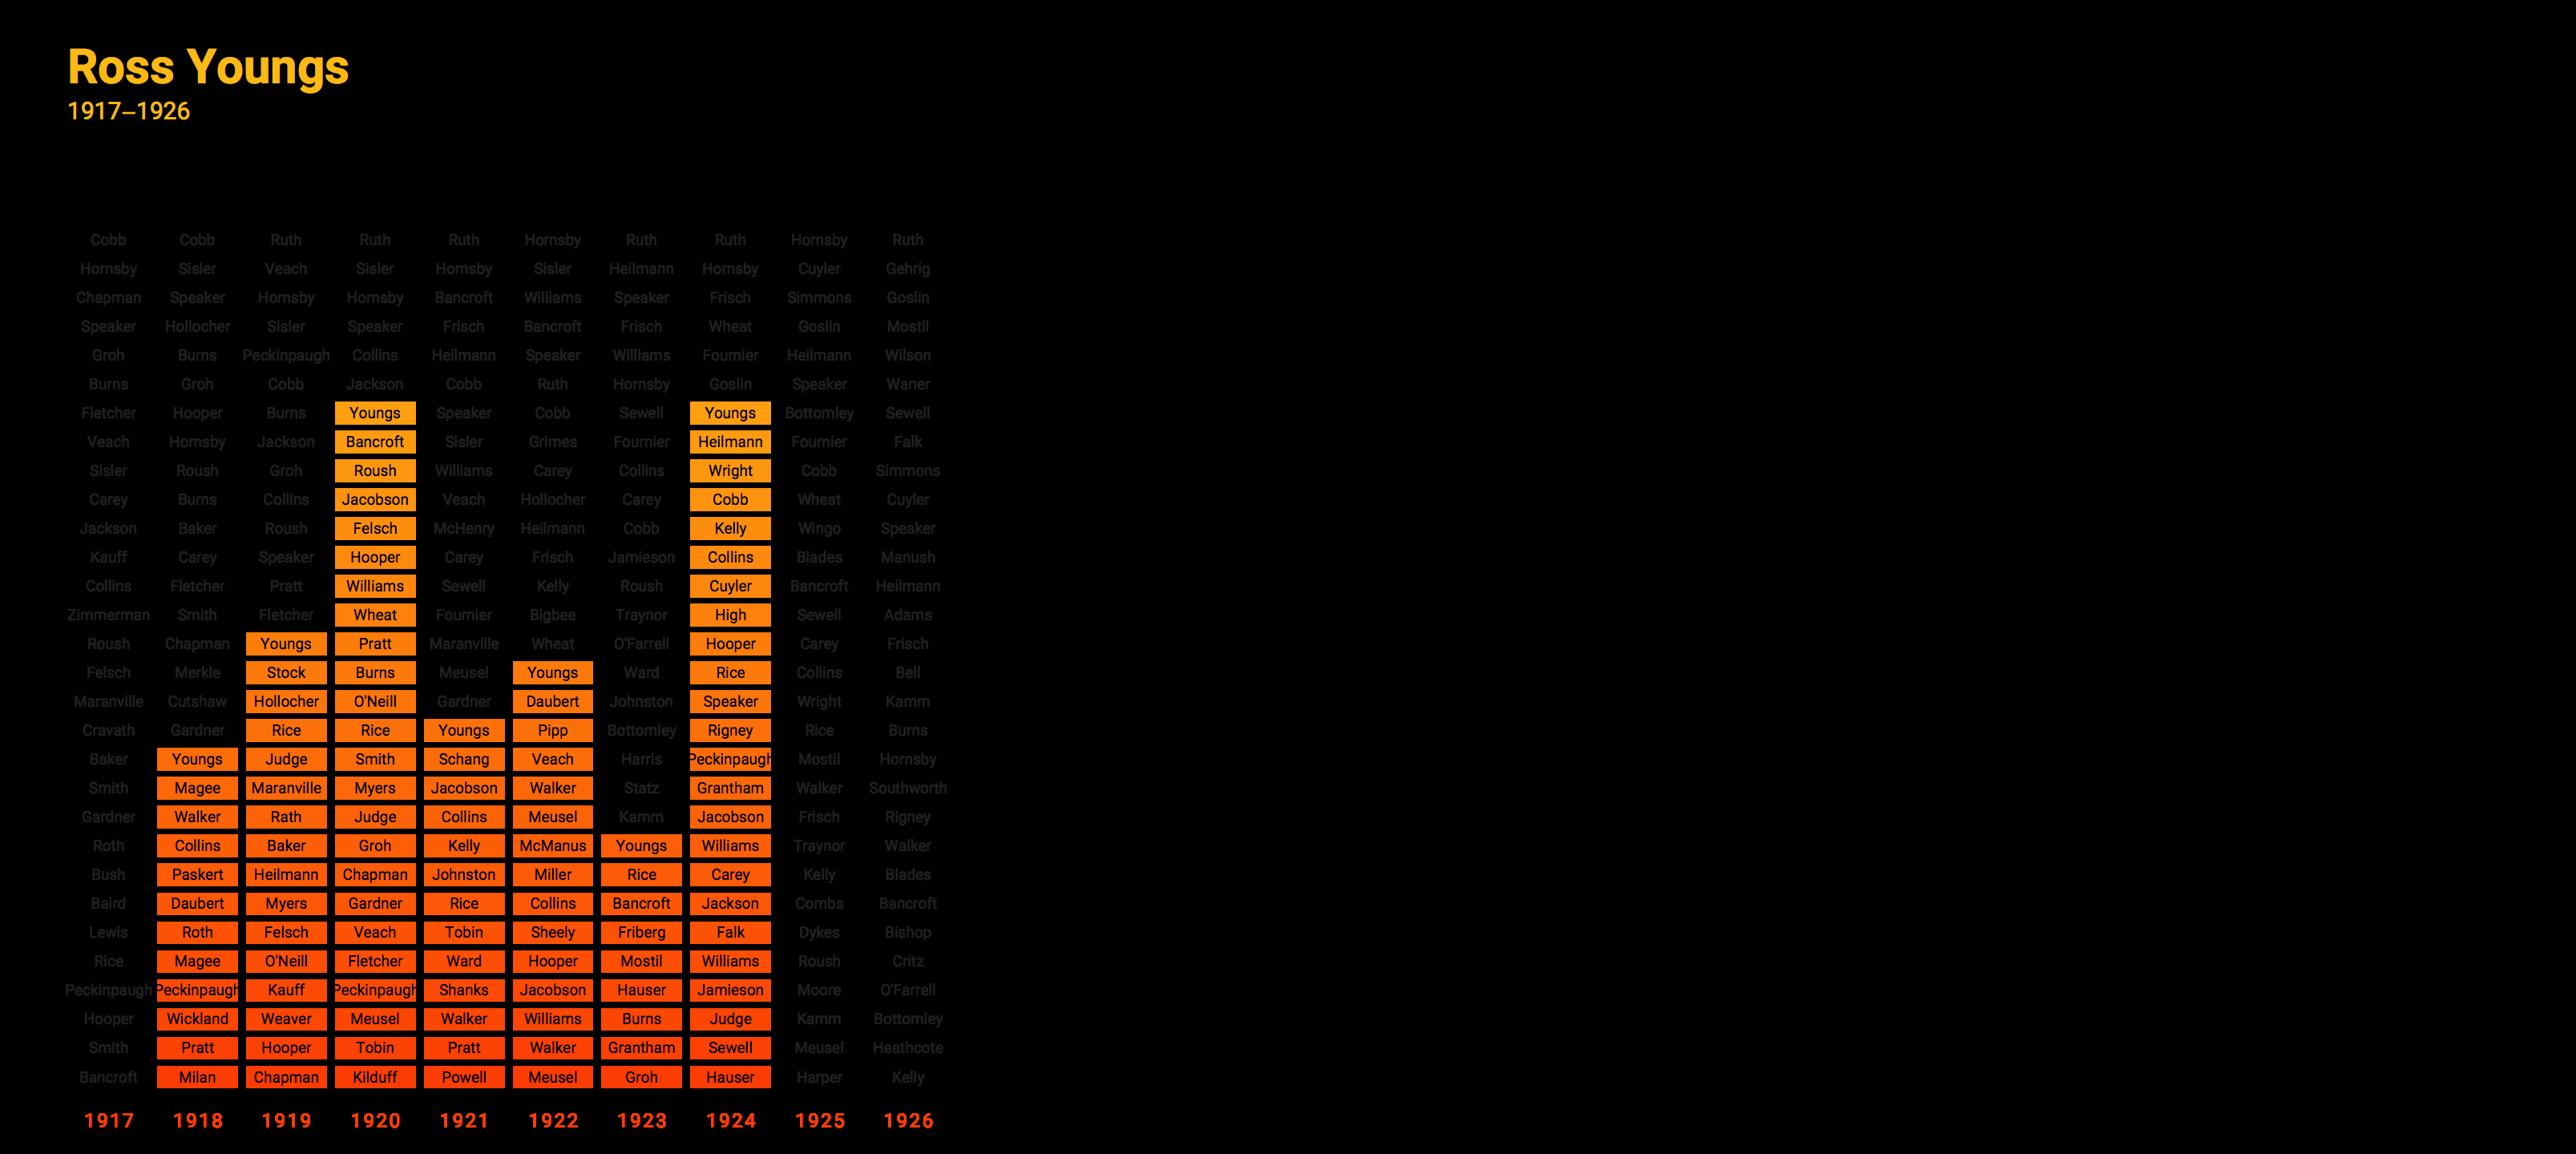 Ross Youngs
1917–1926
Cobb Cobb Ruth Ruth Ruth Hornsby Ruth Ruth Hornsby Ruth
Hornsby Sisler Veach Sisler Hornsby Sisler Heilmann Hornsby Cuyler Gehrig
Chapman Speaker Hornsby Hornsby Bancroft Williams Speaker Frisch Simmons Goslin
Speaker Hollocher Sisler Speaker Frisch Bancroft Frisch Wheat Goslin Mostil
Groh Burns Peckinpaugh Collins Heilmann Speaker Williams Fournier Heilmann Wilson
Burns Groh Cobb Jackson Cobb Ruth Hornsby Goslin Speaker Waner
Fletcher Hooper Burns Youngs Speaker Cobb Sewell Youngs Bottomley Sewell
Veach Hornsby Jackson Bancroft Sisler Grimes Fournier Heilmann Fournier Falk
Sisler Roush Groh Roush Williams Carey Collins Wright Cobb Simmons
Carey Burns Collins Jacobson Veach Hollocher Carey Cobb Wheat Cuyler
Jackson Baker Roush Felsch McHenry Heilmann Cobb Kelly Wingo Speaker
Kauff Carey Speaker Hooper Carey Frisch Jamieson Collins Blades Manush
Collins Fletcher Pratt Williams Sewell Kelly Roush Cuyler Bancroft Heilmann
Zimmerman Smith Fletcher Wheat Fournier Bigbee Traynor High Sewell Adams
Roush Chapman Youngs Pratt Maranville Wheat O'Farrell Hooper Carey Frisch
Felsch Merkle Stock Burns Meusel Youngs Ward Rice Collins Bell
Maranville Cutshaw Hollocher O'Neill Gardner Daubert Johnston Speaker Wright Kamm
Cravath Gardner Rice Rice Youngs Pipp Bottomley Rigney Rice Burns
Baker Youngs Judge Smith Schang Veach Harris Peckinpaugh Mostil Hornsby
Smith Magee Maranville Myers Jacobson Walker Statz Grantham Walker Southworth
Gardner Walker Rath Judge Collins Meusel Kamm Jacobson Frisch Rigney
Roth Collins Baker Groh Kelly McManus Youngs Williams Traynor Walker
Bush Paskert Heilmann Chapman Johnston Miller Rice Carey Kelly Blades
Baird Daubert Myers Gardner Rice Collins Bancroft Jackson Combs Bancroft
Lewis Roth Felsch Veach Tobin Sheely Friberg Falk Dykes Bishop
Rice Magee O'Neill Fletcher Ward Hooper Mostil Williams Roush Critz
Peckinpaugh Peckinpaugh Kauff Peckinpaugh Shanks Jacobson Hauser Jamieson Moore O'Farrell
Hooper Wickland Weaver Meusel Walker Williams Burns Judge Kamm Bottomley
Smith Pratt Hooper Tobin Pratt Walker Grantham Sewell Meusel Heathcote
Bancroft Milan Chapman Kilduff Powell Meusel Groh Hauser Harper Kelly
1917 1918 1919 1920 1921 1922 1923 1924 1925 1926